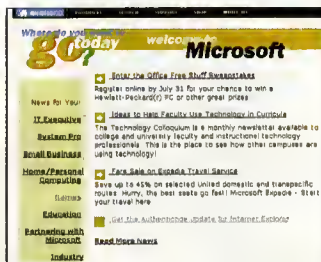 Where do you want to
go today?
welcome to
Microsoft
Enter the Office Free Stuff Sweepstakes
Register online by July 31 for your chance to win a
Hewlett-Packard(r) PC or other great prizes
News for You:
IT Executive
System Pro
Small Business
Home/Personal
Computing
Games
Education
Partnering with
Microsoft
Industry
Ideas to Help Faculty Use Technology in Curricula
The Technology Colloquium is a monthly newsletter available to
college and university faculty and instructional technology
professionals. This is the place to see how other campuses are
using technology!
Fare Sale on Expedia Travel Service
Save up to 45% on selected United domestic and transpacific
routes. Hurry, the best seats go fast! Microsoft Expedia - Start
your travel here
Get the Authenticode Update for Internet Explorer
Read More News